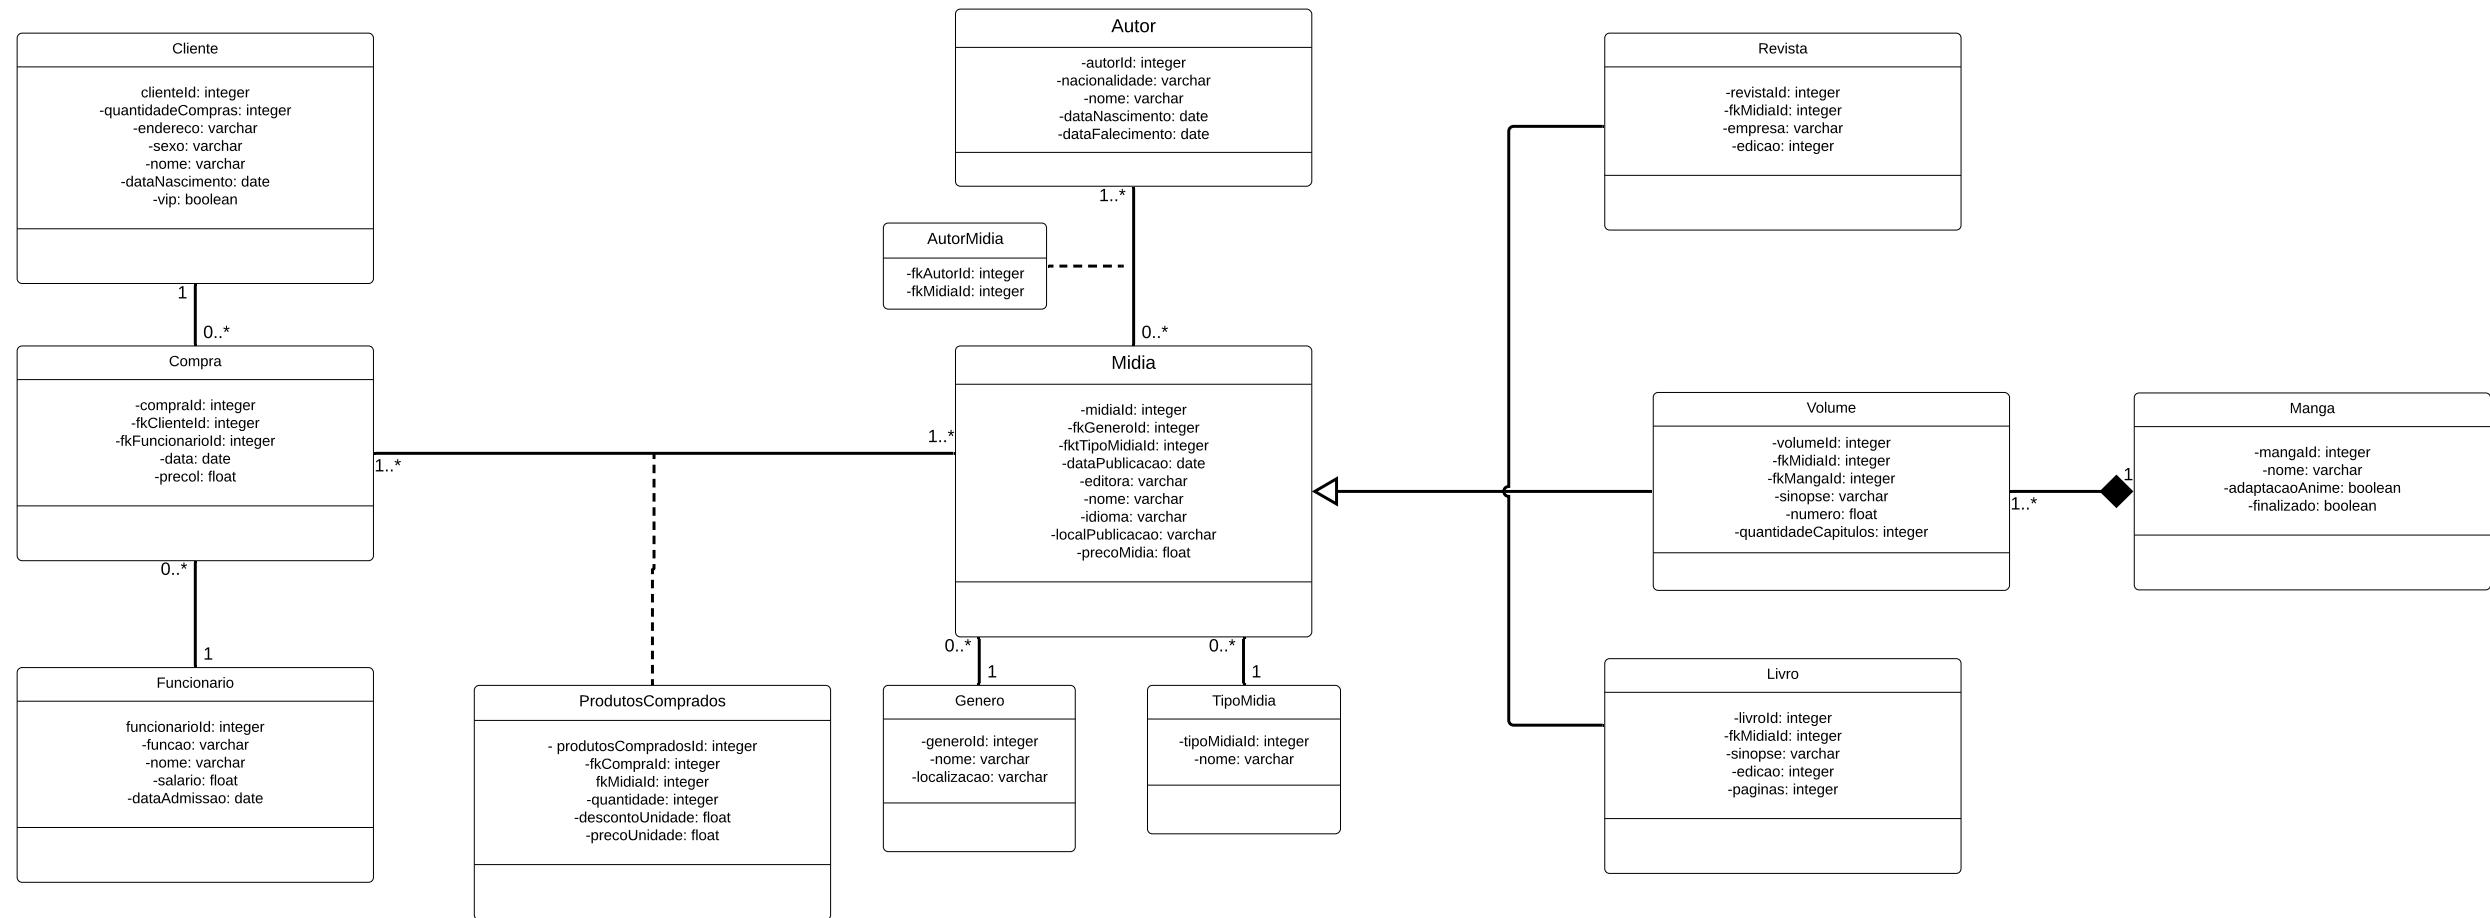 Cliente
clienteId: integer
-quantidadeCompras: integer
-endereco: varchar
-sexo: varchar
-nome: varchar
-dataNascimento: date
-vip: boolean
1
0..*
Compra
-compraId: integer
-fkClienteId: integer
-fkFuncionarioId: integer
-data: date
-precol: float
1..*
0..*
1
Funcionario
funcionarioId: integer
-funcao: varchar
-nome: varchar
-salario: float
-dataAdmissao: date
ProdutosComprados
- produtosCompradosId: integer
-fkCompraId: integer
fkMidiaId: integer
-quantidade: integer
-descontoUnidade: float
-precoUnidade: float
Autor
-autorId: integer
-nacionalidade: varchar
-nome: varchar
-dataNascimento: date
-dataFalecimento: date
1..*
AutorMidia
-fkAutorId: integer
-fkMidiaId: integer
0..*
1..*
Midia
-midiaId: integer
-fkGeneroId: integer
-fktTipoMidiaId: integer
-dataPublicacao: date
-editora: varchar
-nome: varchar
-idioma: varchar
-localPublicacao: varchar
-precoMidia: float
0..*
1
Genero
-generoId: integer
-nome: varchar
-localizacao: varchar
0..*
1
TipoMidia
-tipoMidiaId: integer
-nome: varchar
Revista
-revistaId: integer
-fkMidiaId: integer
-empresa: varchar
-edicao: integer
Volume
-volumeId: integer
-fkMidiaId: integer
-fkMangaId: integer
-sinopse: varchar
-numero: float
-quantidadeCapitulos: integer
1..*
1
Manga
-mangaId: integer
-nome: varchar
-adaptacaoAnime: boolean
-finalizado: boolean
Livro
-livroId: integer
-fkMidiaId: integer
-sinopse: varchar
-edicao: integer
-paginas: integer